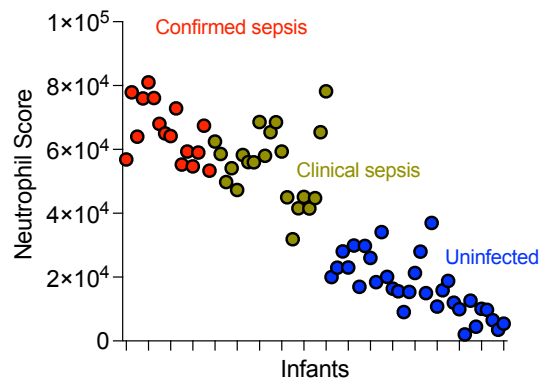 1×10⁵
Confirmed sepsis
8×10⁴
6×10⁴
Clinical sepsis
4×10⁴
Uninfected
2×10⁴
0
Neutrophil Score
Infants